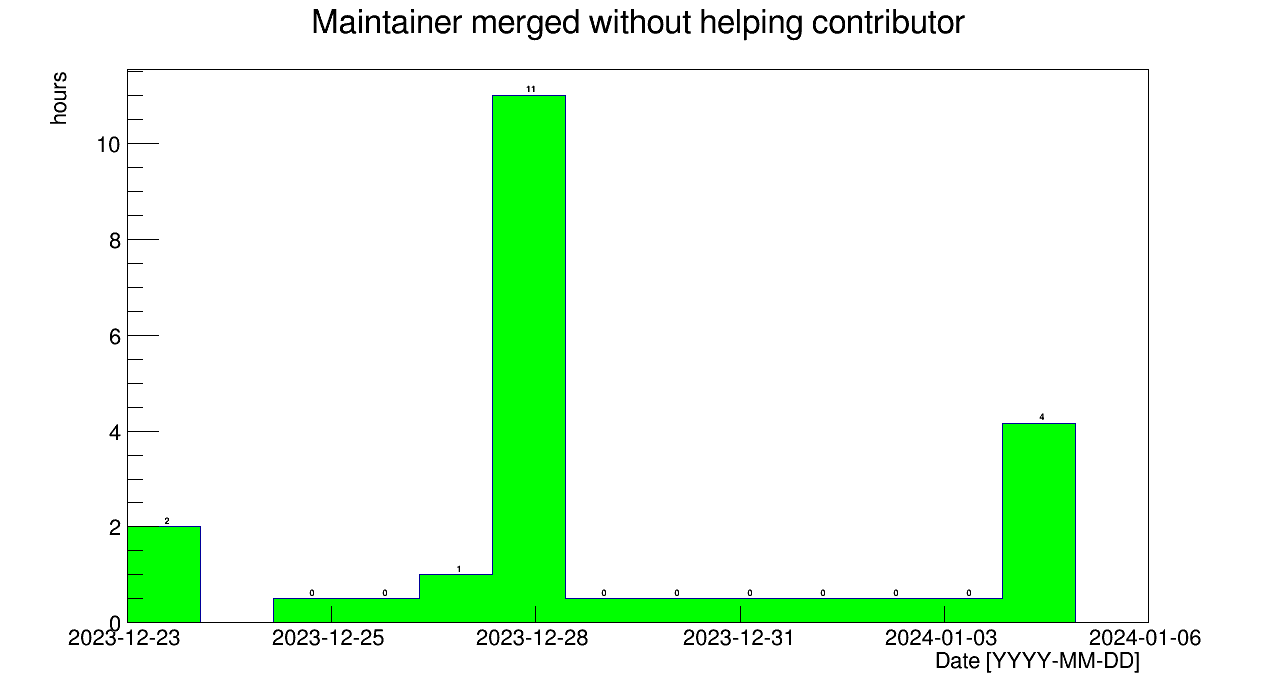 Maintainer merged without helping contributor
hours
11
10
8
6
4
4
2
2
1
0 0 0 0 0 0 0 0
0
2023-12-23 2023-12-25 2023-12-28 2023-12-31 2024-01-03 2024-01-06
Date [YYYY-MM-DD]